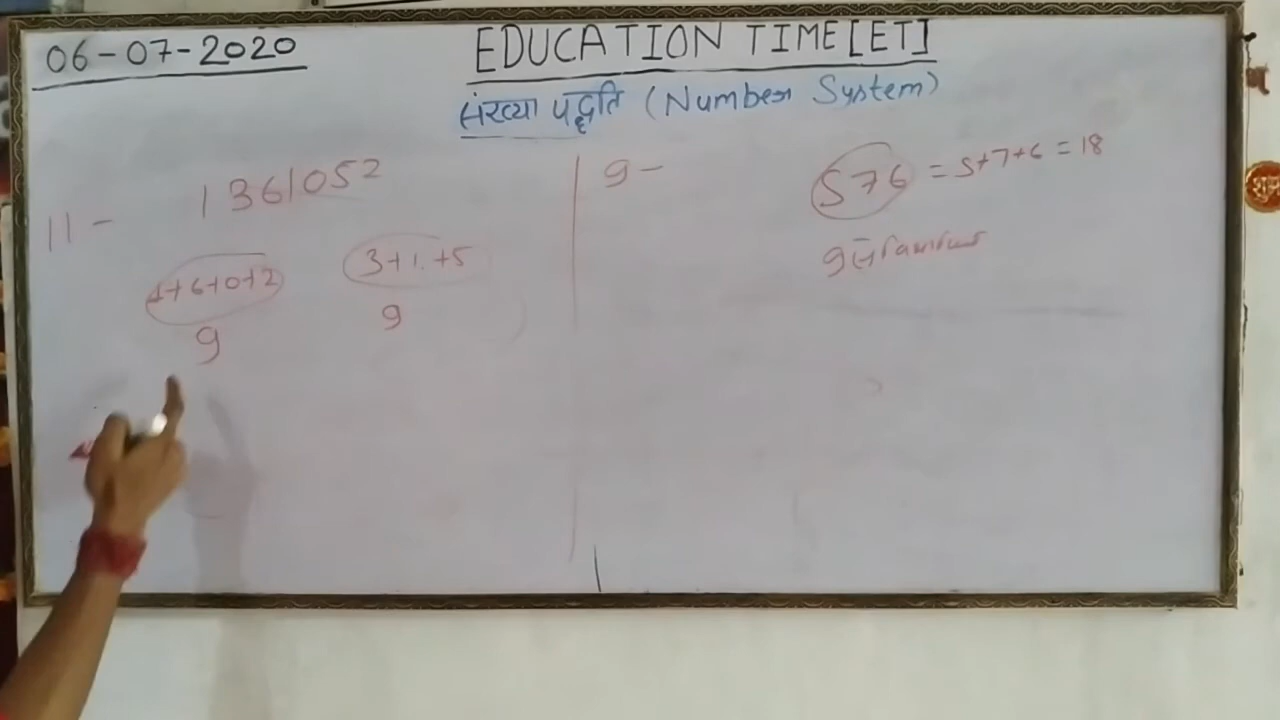 06-07-2020
EDUCATION TIME [ET]
संख्या पद्धति (Number System)
11 - 1361052
1+6+0+2 3+1+5
9 9
9 - 576 = 5+7+6 = 18
9 से